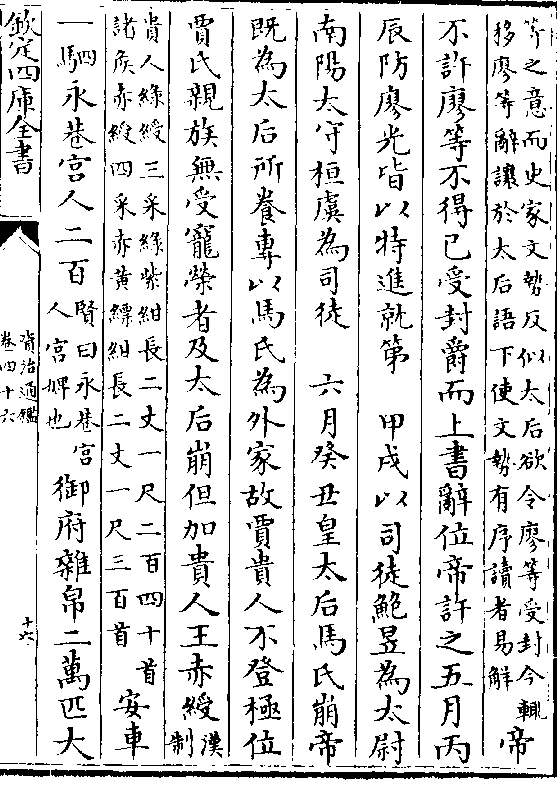 等之意而史家文勢反似太后欲令廖等受封今輒
移廖等辭讓於太后語下使文勢有序讀者易解
帝
不許廖等不得已受封爵而上書辭位帝許之五月丙
辰防廖光皆以特進就第　甲戌以司徒鮑昱為太尉
南陽太守桓虞為司徒　六月癸丑皇太后馬氏崩帝
既為太后所養專以馬氏為外家故賈貴人不登極位
賈氏親族無受寵榮者及太后崩但加貴人王赤綬
漢
制
貴人綠綬三采綠紫紺長二丈一尺二百四十首
諸侯赤綬四采赤黃縹紺長二丈一尺三百首
安車
一駟永巷宮人二百
賢曰永巷宮
人宮婢也
御府雜帛二萬匹大
欽定四庫全書
資治通鑑
卷四十六
十六